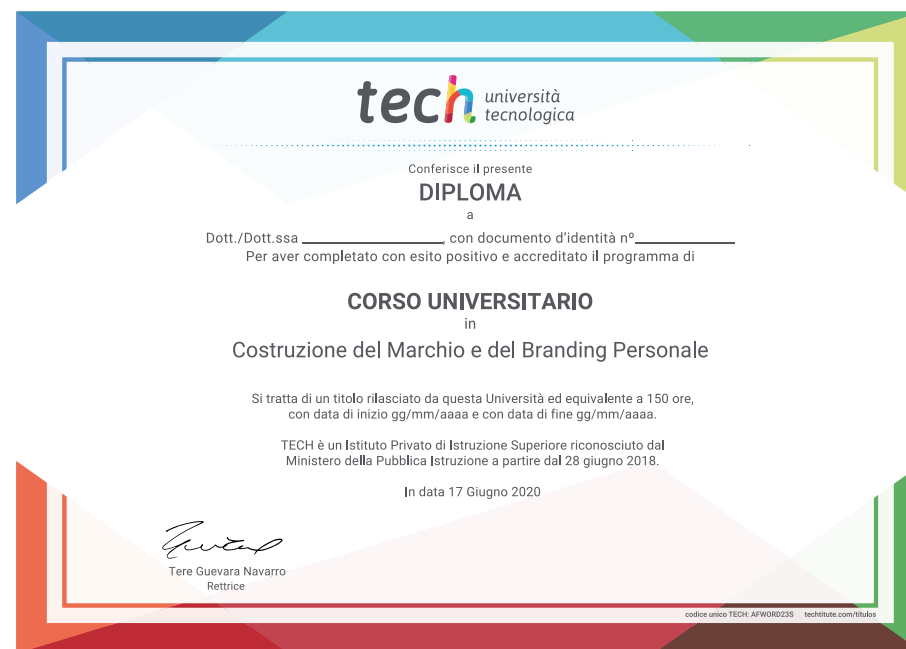 tech università
tecnologica
Conferisce il presente
DIPLOMA
a
Dott./Dott.ssa ____________________, con documento d'identità nº______________
Per aver completato con esito positivo e accreditato il programma di
CORSO UNIVERSITARIO
in
Costruzione del Marchio e del Branding Personale
Si tratta di un titolo rilasciato da questa Università ed equivalente a 150 ore,
con data di inizio gg/mm/aaaa e con data di fine gg/mm/aaaa.
TECH è un Istituto Privato di Istruzione Superiore riconosciuto dal
Ministero della Pubblica Istruzione a partire dal 28 giugno 2018.
In data 17 Giugno 2020
Tere Guevara Navarro
Rettrice
codice unico TECH: AFWORD23S techtitute.com/titulos